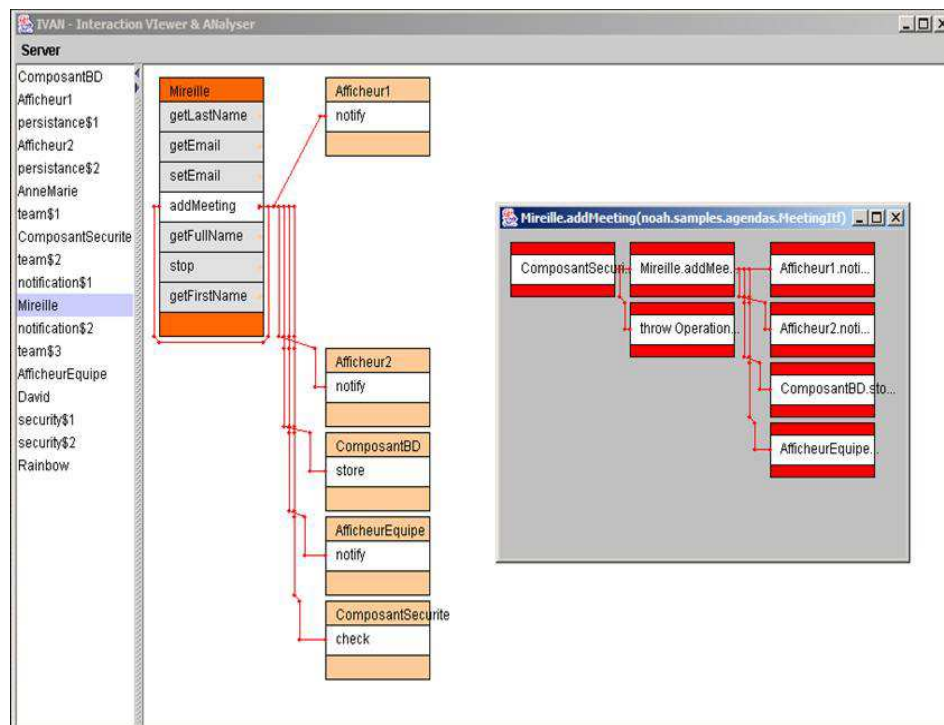 IVAN - Interaction VIewer & ANalyser
Server
ComposantBD
Afficheur1
persistance$1
Afficheur2
persistance$2
AnneMarie
team$1
ComposantSecurite
team$2
notification$1
Mireille
notification$2
team$3
AfficheurEquipe
David
security$1
security$2
Rainbow
Mireille
getLastName
getEmail
setEmail
addMeeting
getFullName
stop
getFirstName
Afficheur1
notify
Afficheur2
notify
ComposantBD
store
AfficheurEquipe
notify
ComposantSecurite
check
Mireille.addMeeting(noah.samples.agendas.MeetingItf)
ComposantSecuri...
Mireille.addMee...
Afficheur1.noti...
throw Operation...
Afficheur2.noti...
ComposantBD.sto...
AfficheurEquipe...